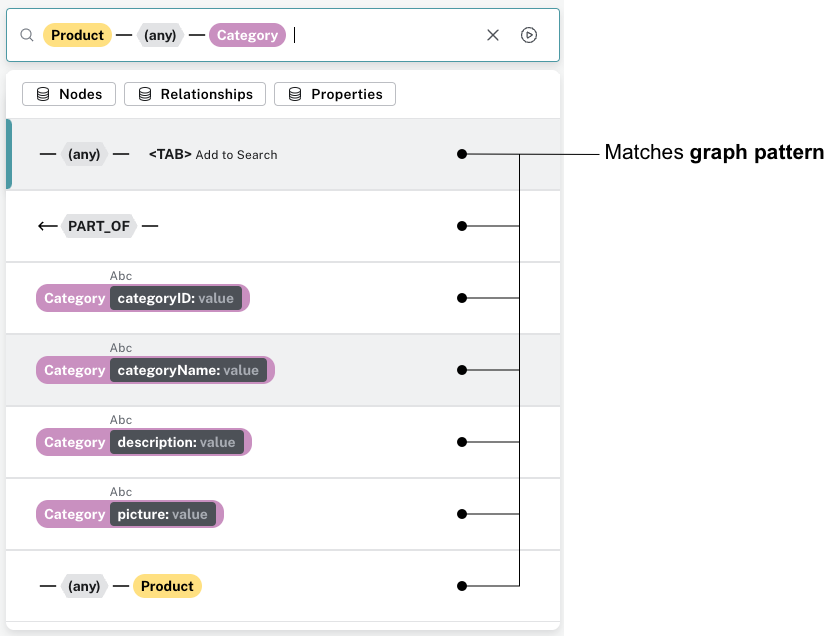 Product — (any) — Category
Nodes Relationships Properties
— (any) — <TAB> Add to Search
Matches graph pattern
← PART_OF —
Abc
Category categoryID: value
Abc
Category categoryName: value
Abc
Category description: value
Abc
Category picture: value
— (any) — Product